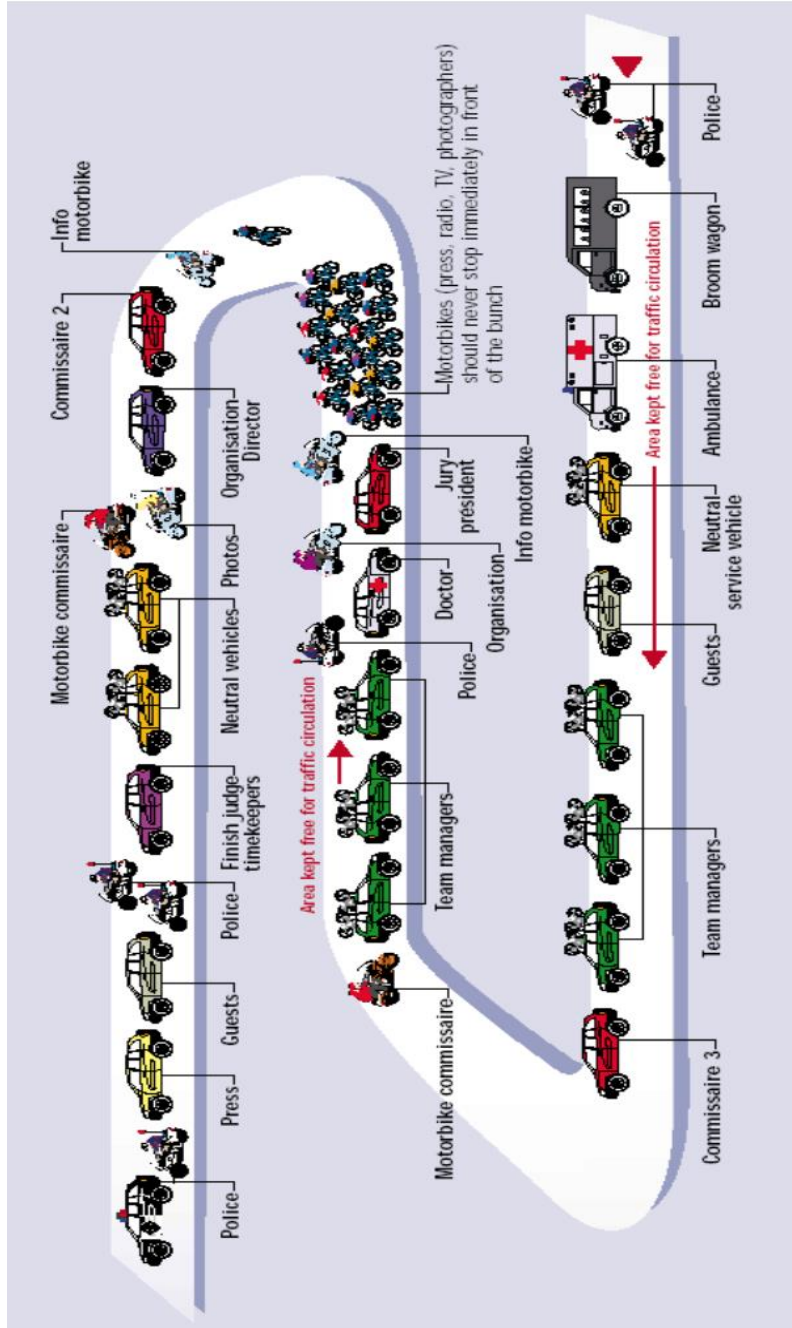 Motorbike commissaire
Commissaire 2
Info
motorbike
Police
Press
Guests
Police
Finish judge-
timekeepers
Neutral vehicles
Photos
Organisation
Director
Area kept free for traffic circulation
Motorbike commissaire
Team managers
Police
Organisation
Doctor
Info motorbike
Jury
president
Motorbikes (press, radio, TV, photographers)
should never stop immediately in front
of the bunch
Area kept free for traffic circulation
Commissaire 3
Team managers
Guests
Neutral
service vehicle
Ambulance
Broom wagon
Police